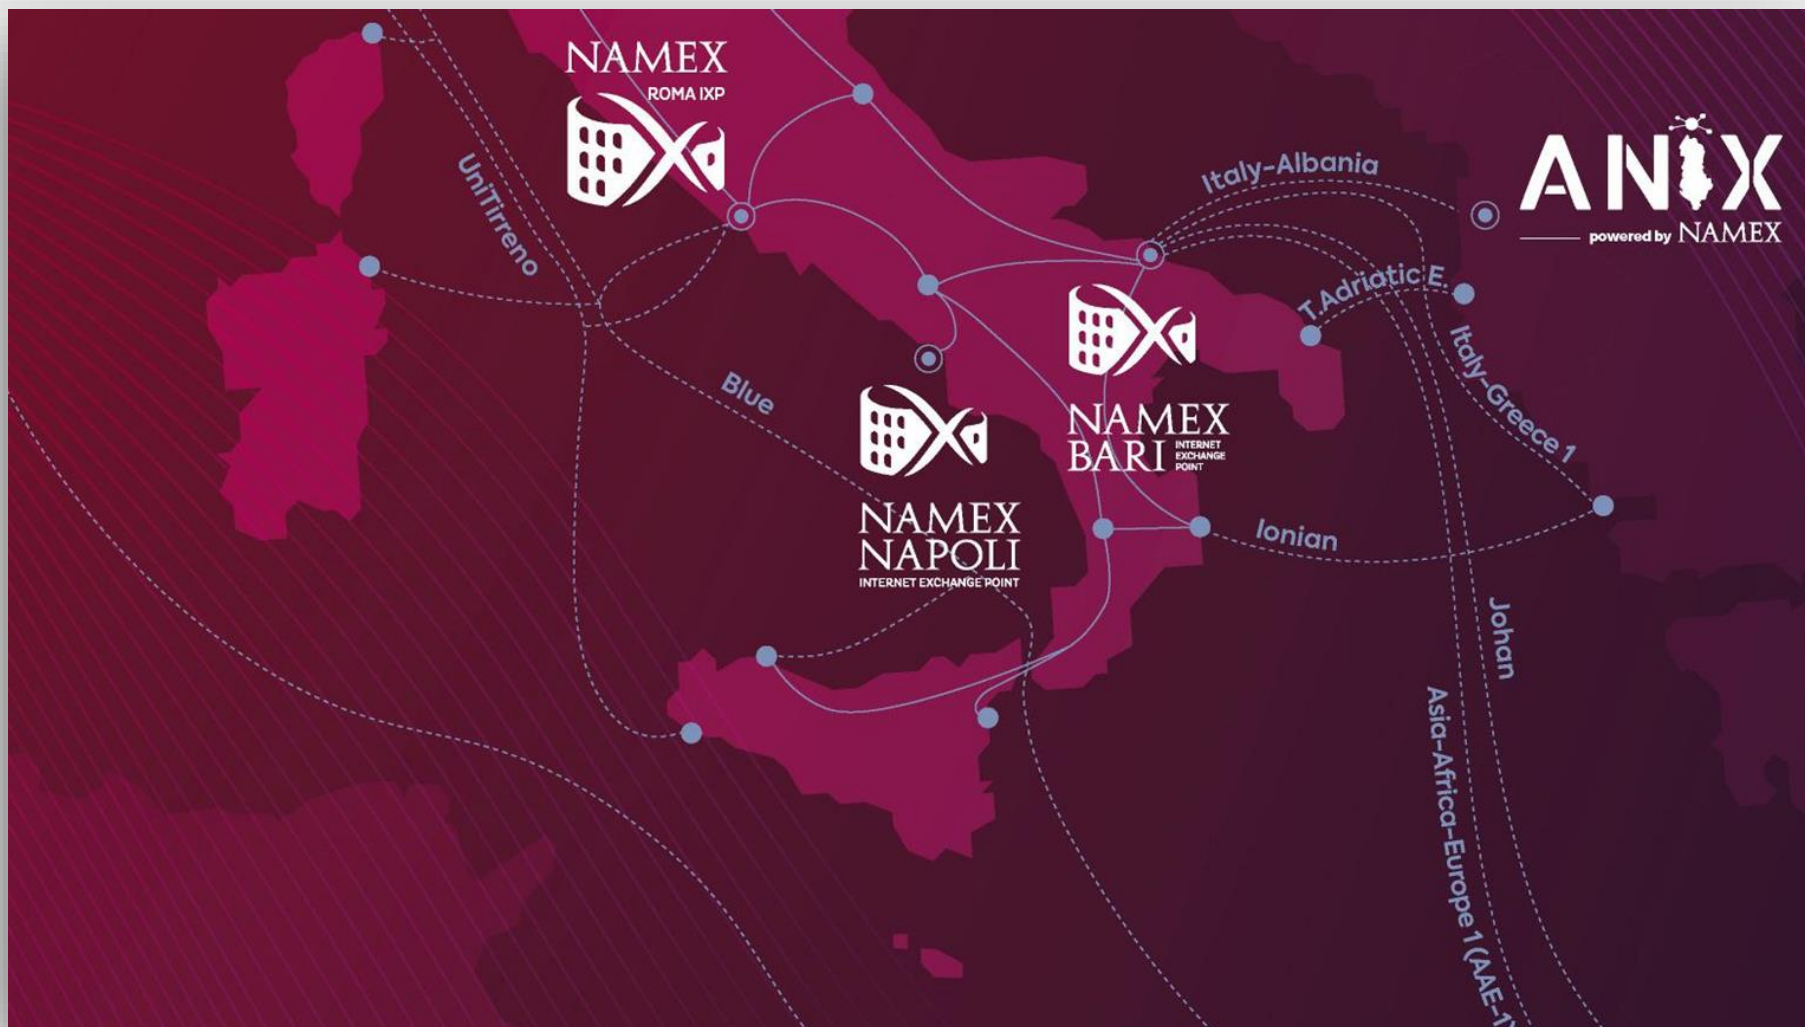 NAMEX
ROMA IXP
UniTirreno
Italy-Albania
ANIX
powered by NAMEX
T.Adriatic E.
Blue
Italy-Greece 1
NAMEX
BARI
INTERNET
EXCHANGE
POINT
NAMEX
NAPOLI
INTERNET EXCHANGE POINT
Ionian
Johan
Asia-Africa-Europe 1 (AAE-1)